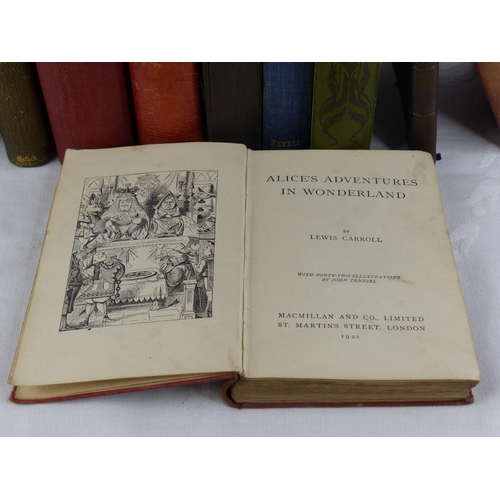 ALICE'S ADVENTURES
IN WONDERLAND
BY
LEWIS CARROLL
WITH FORTY-TWO ILLUSTRATIONS
BY JOHN TENNIEL
MACMILLAN AND CO., LIMITED
ST. MARTIN'S STREET, LONDON
1922